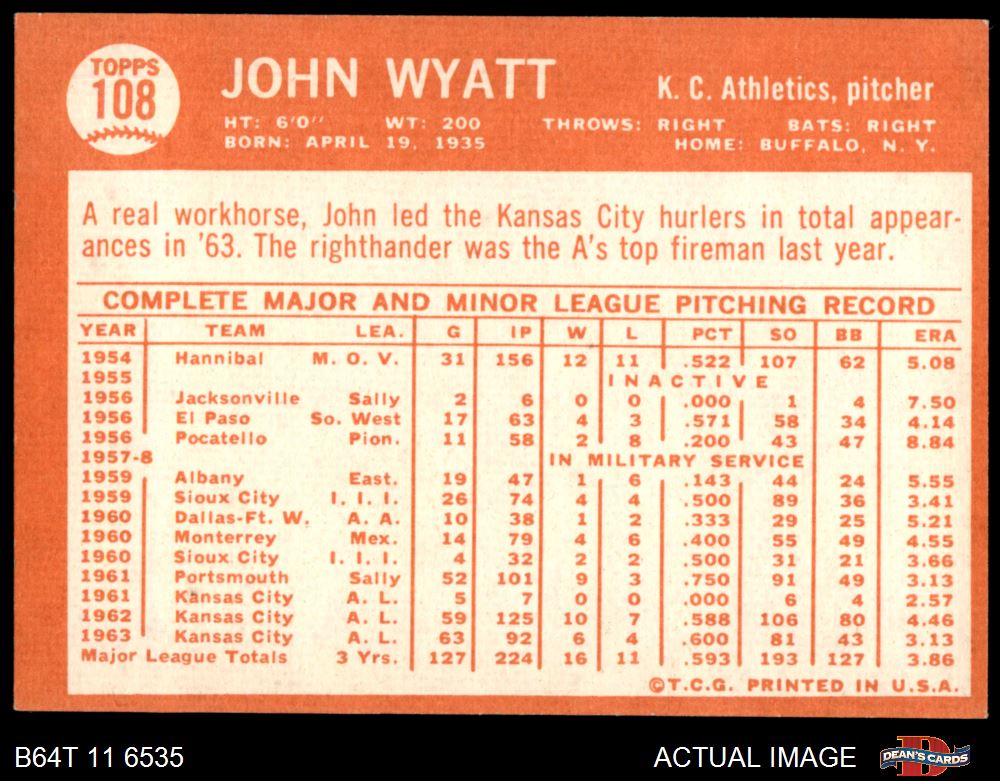 TOPPS
108
JOHN WYATT
K. C. Athletics, pitcher
HT: 6'0" WT: 200 THROWS: RIGHT BATS: RIGHT
BORN: APRIL 19, 1935 HOME: BUFFALO, N. Y.
A real workhorse, John led the Kansas City hurlers in total appear-
ances in '63. The righthander was the A's top fireman last year.
COMPLETE MAJOR AND MINOR LEAGUE PITCHING RECORD
YEAR TEAM LEA. G IP W L PCT SO BB ERA
1954 Hannibal M. O. V. 31 156 12 11 .522 107 62 5.08
1955 INACTIVE
1956 Jacksonville Sally 2 6 0 0 .000 1 4 7.50
1956 El Paso So. West 17 63 4 3 .571 58 34 4.14
1956 Pocatello Pion. 11 58 2 8 .200 43 47 8.84
1957-8 IN MILITARY SERVICE
1959 Albany East. 19 47 1 6 .143 44 24 5.55
1959 Sioux City I. I. I. 26 74 4 4 .500 89 36 3.41
1960 Dallas-Ft. W. A. A. 10 38 1 2 .333 29 25 5.21
1960 Monterrey Mex. 14 79 4 6 .400 55 49 4.55
1960 Sioux City I. I. I. 4 32 2 2 .500 31 21 3.66
1961 Portsmouth Sally 52 101 9 3 .750 91 49 3.13
1961 Kansas City A. L. 5 7 0 0 .000 6 4 2.57
1962 Kansas City A. L. 59 125 10 7 .588 106 80 4.46
1963 Kansas City A. L. 63 92 6 4 .600 81 43 3.13
Major League Totals 3 Yrs. 127 224 16 11 .593 193 127 3.86
©T.C.G. PRINTED IN U.S.A.
B64T 11 6535 ACTUAL IMAGE DEAN'S CARDS